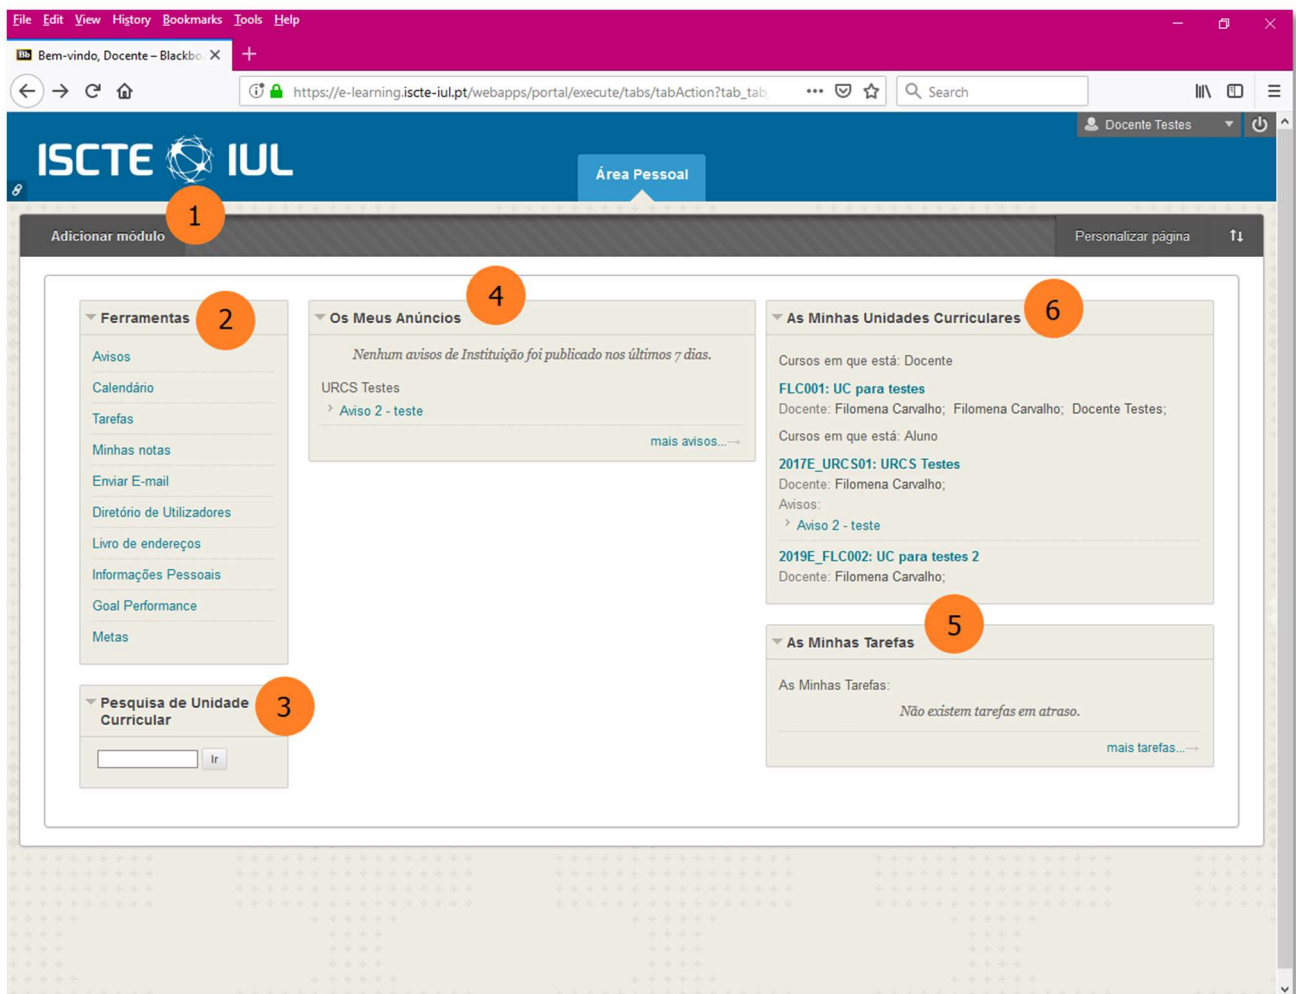 File Edit View History Bookmarks Tools Help
Bb Bem-vindo, Docente – Blackbo
https://e-learning.iscte-iul.pt/webapps/portal/execute/tabs/tabAction?tab_tab_
Search
Docente Testes
ISCTE IUL
Área Pessoal
1
Adicionar módulo
Personalizar página
Ferramentas
2
Avisos
Calendário
Tarefas
Minhas notas
Enviar E-mail
Diretório de Utilizadores
Livro de endereços
Informações Pessoais
Goal Performance
Metas
Pesquisa de Unidade
Curricular
3
Ir
4
Os Meus Anúncios
Nenhum avisos de Instituição foi publicado nos últimos 7 dias.
URCS Testes
Aviso 2 - teste
mais avisos...
6
As Minhas Unidades Curriculares
Cursos em que está: Docente
FLC001: UC para testes
Docente: Filomena Carvalho; Filomena Carvalho; Docente Testes;
Cursos em que está: Aluno
2017E_URCS01: URCS Testes
Docente: Filomena Carvalho;
Avisos:
Aviso 2 - teste
2019E_FLC002: UC para testes 2
Docente: Filomena Carvalho;
5
As Minhas Tarefas
As Minhas Tarefas:
Não existem tarefas em atraso.
mais tarefas...